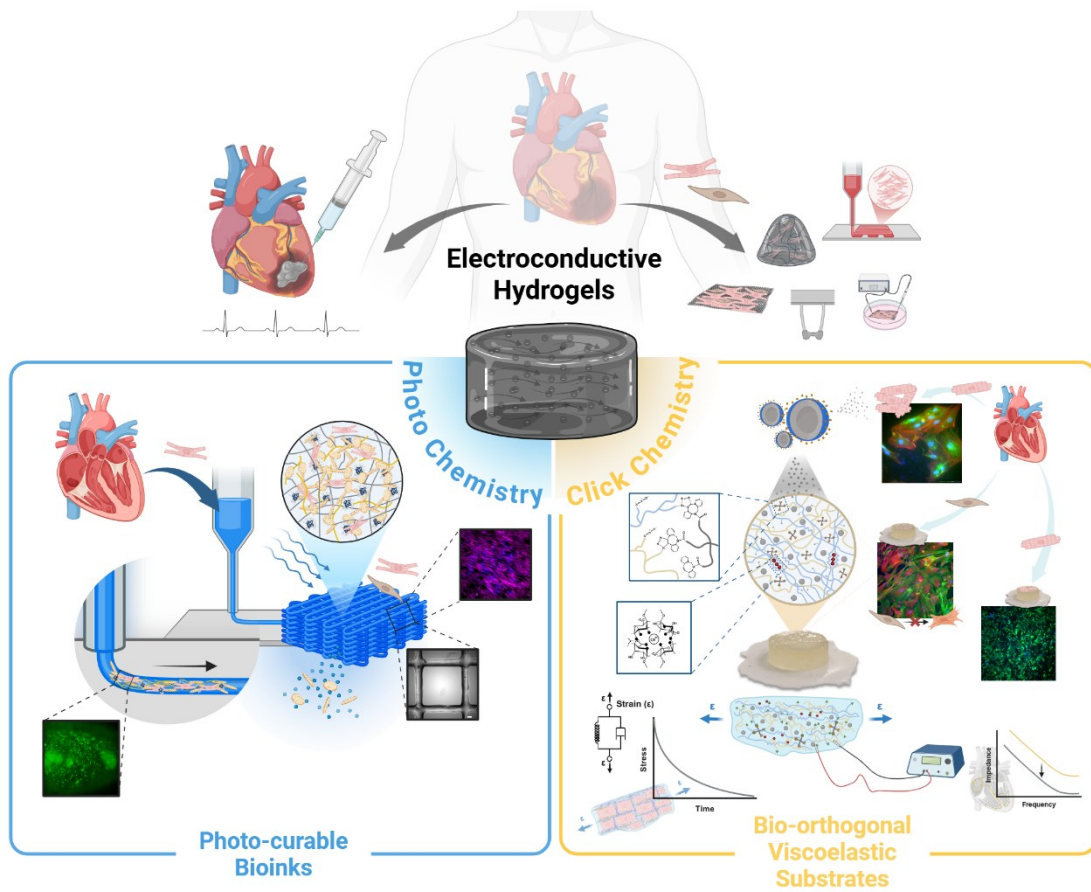 Electroconductive
Hydrogels
Photo Chemistry
Click Chemistry
Strain (ε)
ε
ε
Stress
Time
ε
ε
ε
ε
Impedance
Frequency
Photo-curable
Bioinks
Bio-orthogonal
Viscoelastic
Substrates